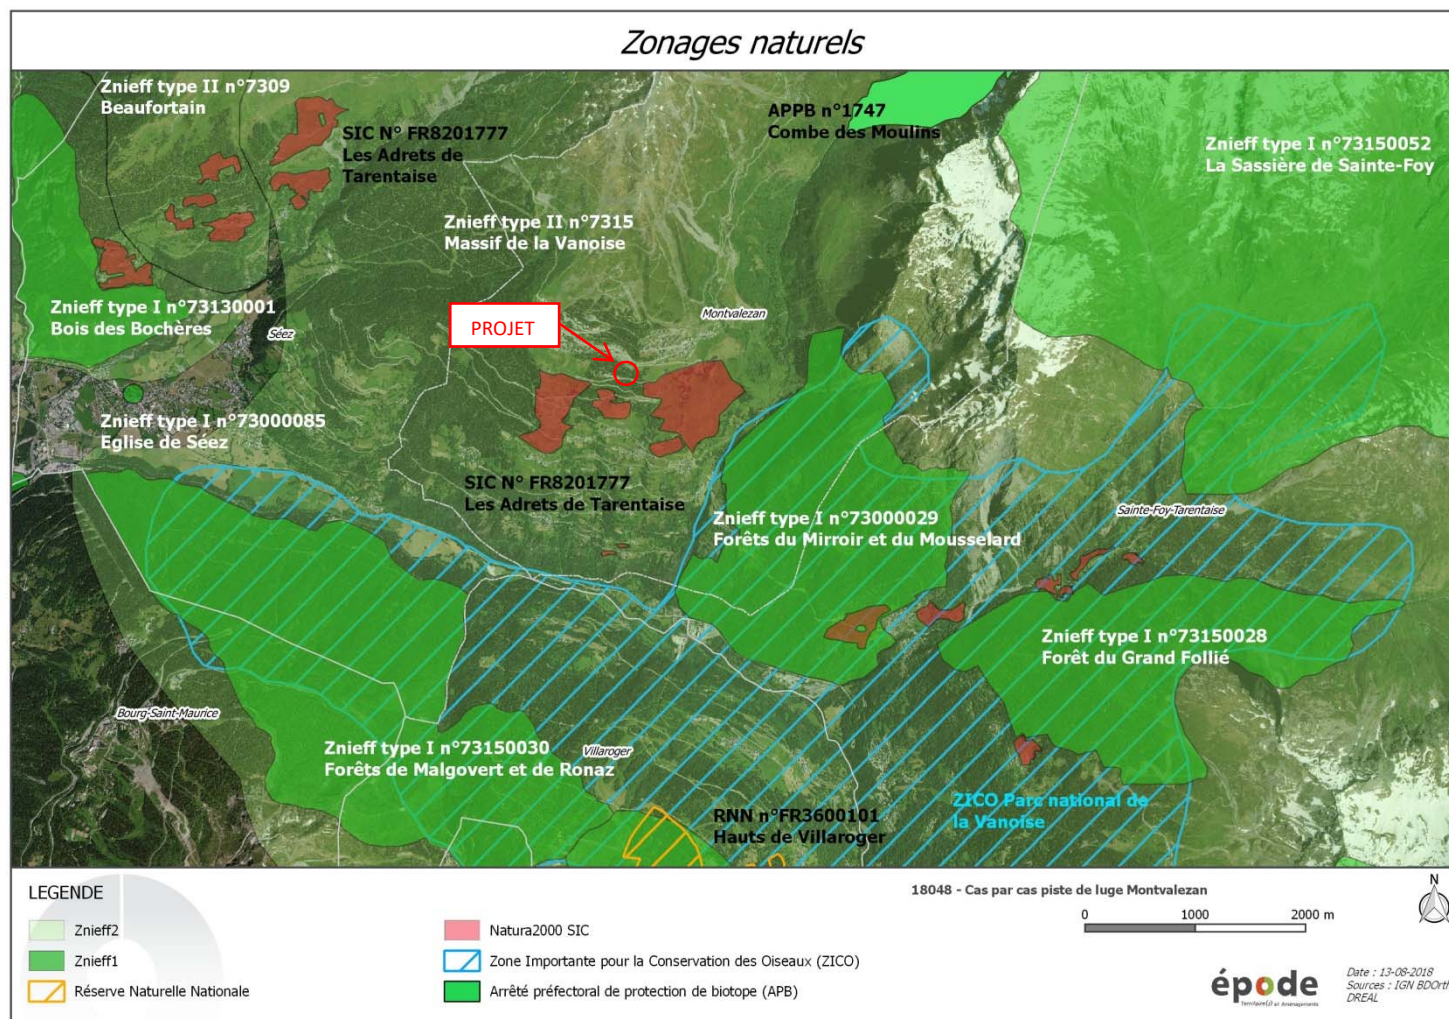 Zonages naturels
Znieff type II n°7309
Beaufortain
SIC N° FR8201777
Les Adrets de
Tarentaise
APPB n°1747
Combe des Moulins
Znieff type I n°73150052
La Sassière de Sainte-Foy
Znieff type II n°7315
Massif de la Vanoise
Znieff type I n°73130001
Bois des Bochères
Séez
PROJET
Montvalezan
Znieff type I n°73000085
Eglise de Séez
SIC N° FR8201777
Les Adrets de Tarentaise
Znieff type I n°73000029
Forêts du Mirroir et du Mousselard
Sainte-Foy-Tarentaise
Znieff type I n°73150028
Forêt du Grand Follié
Bourg-Saint-Maurice
Znieff type I n°73150030
Forêts de Malgovert et de Ronaz
Villaroger
RNN n°FR3600101
Hauts de Villaroger
ZICO Parc national de
la Vanoise
LEGENDE
Znieff2
Znieff1
Réserve Naturelle Nationale
Natura2000 SIC
Zone Importante pour la Conservation des Oiseaux (ZICO)
Arrêté préfectoral de protection de biotope (APB)
18048 - Cas par cas piste de luge Montvalezan
0 1000 2000 m
N
épode
Territoire(s) et Aménagements
Date : 13-08-2018
Sources : IGN BDOrth
DREAL